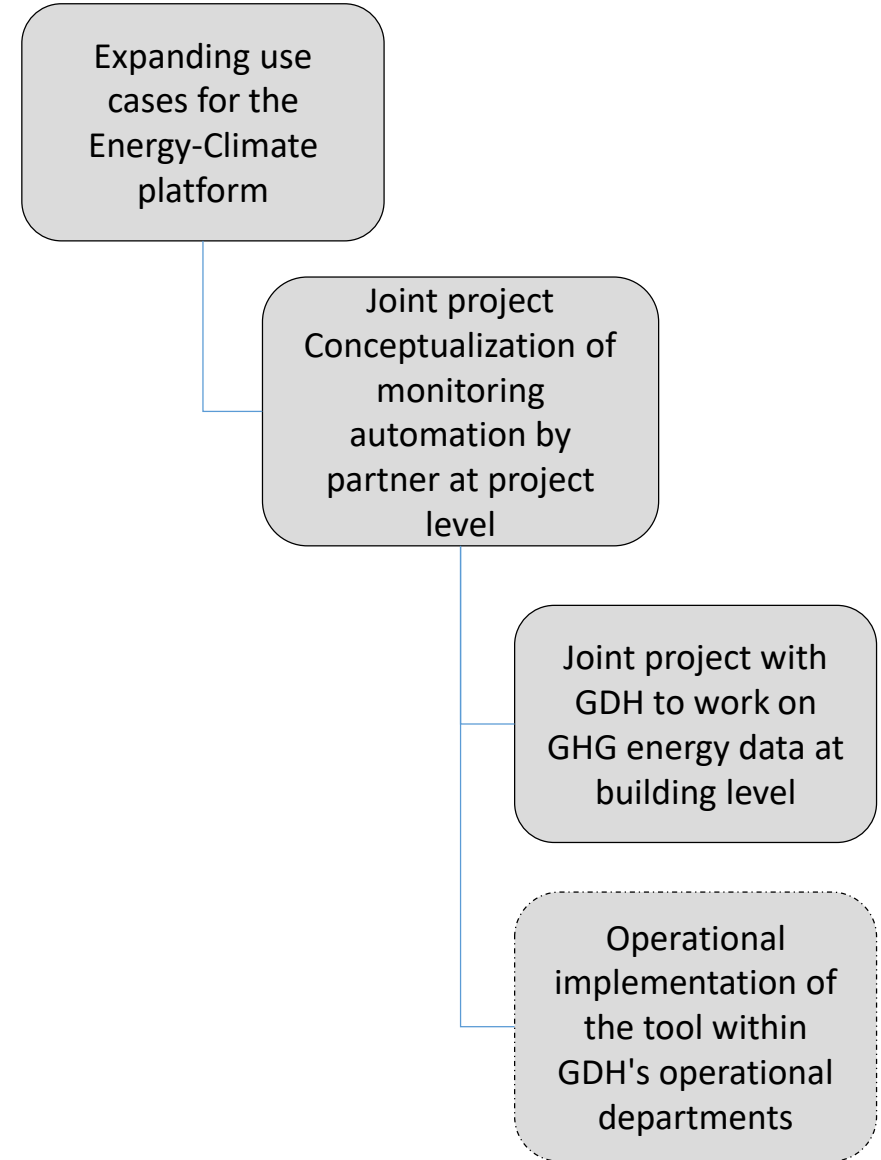 Expanding use
cases for the
Energy-Climate
platform
Joint project
Conceptualization of
monitoring
automation by
partner at project
level
Joint project with
GDH to work on
GHG energy data at
building level
Operational
implementation of
the tool within
GDH's operational
departments